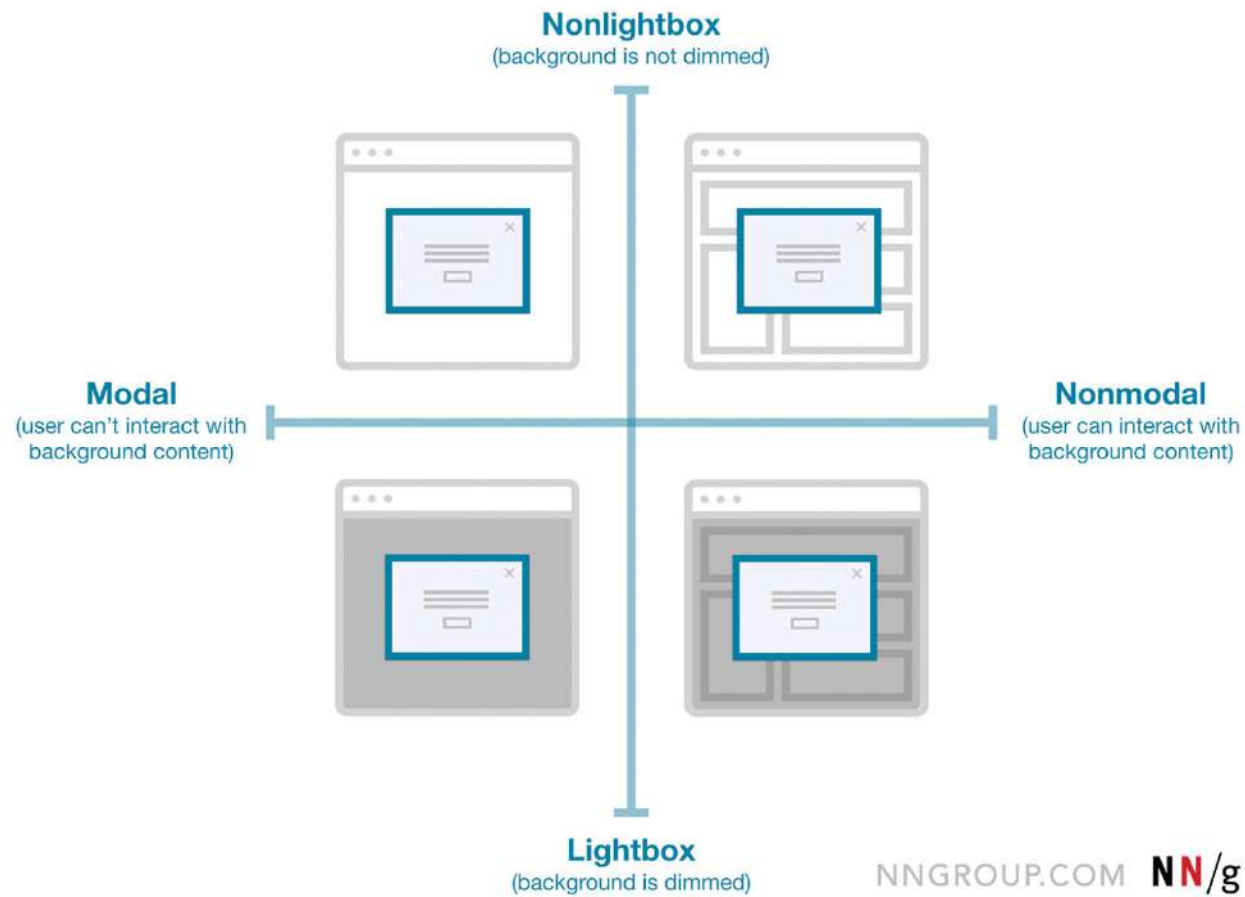 Nonlightbox
(background is not dimmed)
Modal
(user can't interact with
background content)
Nonmodal
(user can interact with
background content)
Lightbox
(background is dimmed)
NNGROUP.COM NN/g